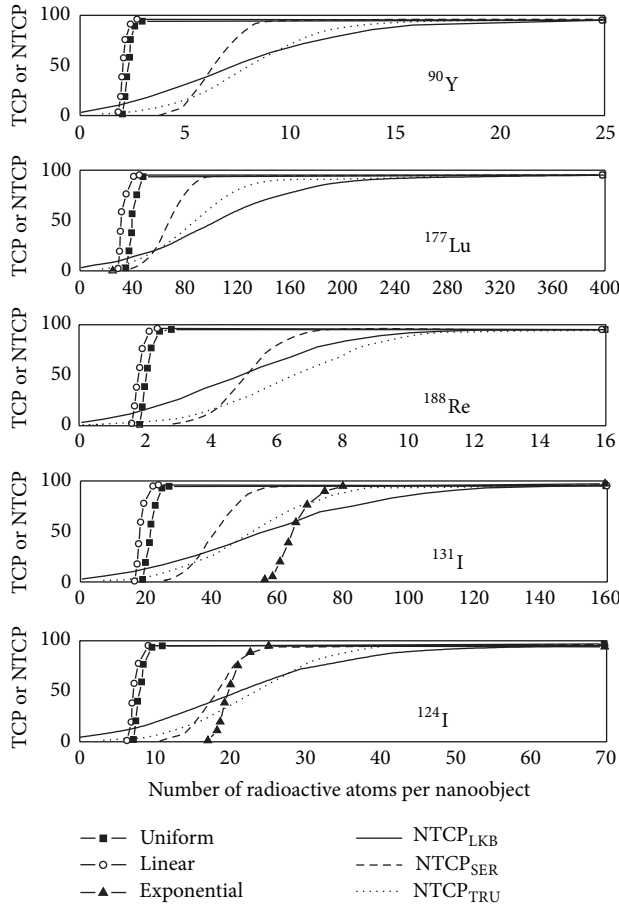 TCP or NTCP
100
50
0
⁹⁰Y
0 5 10 15 20 25
TCP or NTCP
100
50
0
¹⁷⁷Lu
0 40 80 120 160 200 240 280 320 360 400
TCP or NTCP
100
50
0
¹⁸⁸Re
0 2 4 6 8 10 12 14 16
TCP or NTCP
100
50
0
¹³¹I
0 20 40 60 80 100 120 140 160
TCP or NTCP
100
50
0
¹²⁴I
0 10 20 30 40 50 60 70
Number of radioactive atoms per nanoobject
Uniform
Linear
Exponential
NTCP_LKB
NTCP_SER
NTCP_TRU